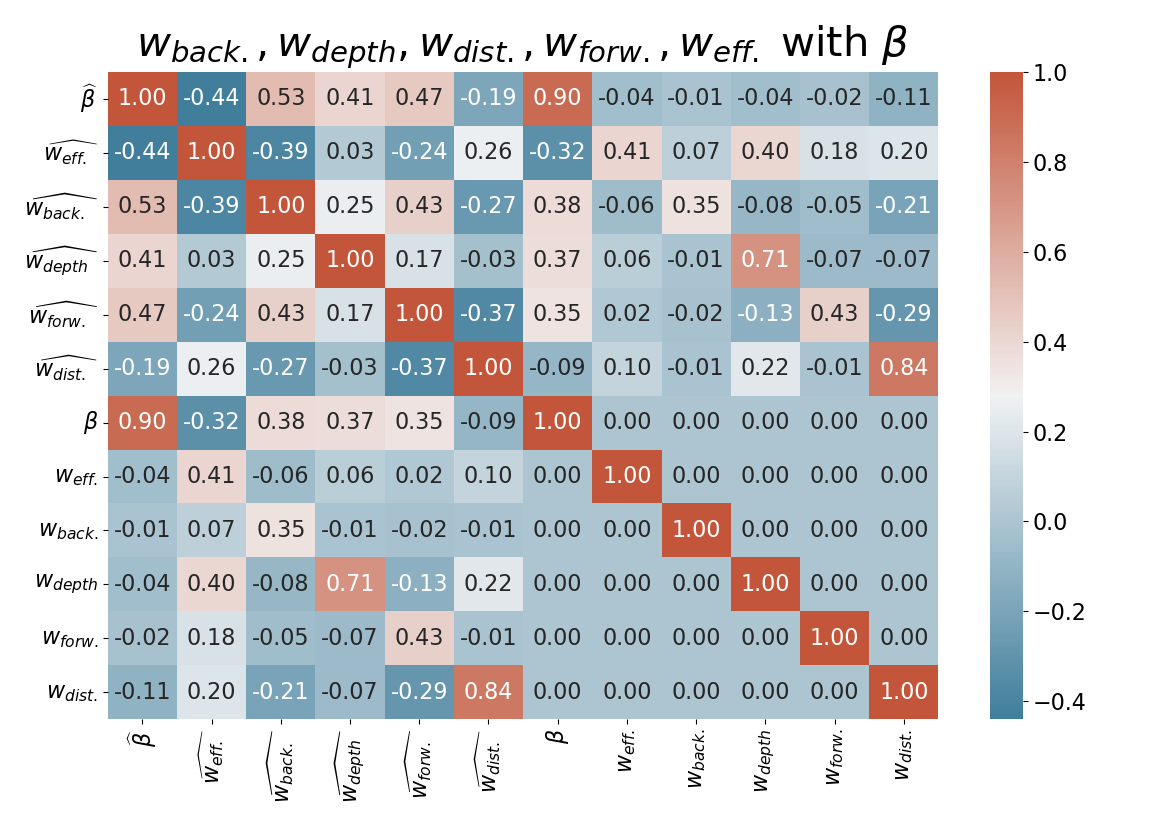 w_back., w_depth, w_dist., w_forw., w_eff. with β
β̂ 1.00 -0.44 0.53 0.41 0.47 -0.19 0.90 -0.04 -0.01 -0.04 -0.02 -0.11
ŵ_eff. -0.44 1.00 -0.39 0.03 -0.24 0.26 -0.32 0.41 0.07 0.40 0.18 0.20
ŵ_back. 0.53 -0.39 1.00 0.25 0.43 -0.27 0.38 -0.06 0.35 -0.08 -0.05 -0.21
ŵ_depth 0.41 0.03 0.25 1.00 0.17 -0.03 0.37 0.06 -0.01 0.71 -0.07 -0.07
ŵ_forw. 0.47 -0.24 0.43 0.17 1.00 -0.37 0.35 0.02 -0.02 -0.13 0.43 -0.29
ŵ_dist. -0.19 0.26 -0.27 -0.03 -0.37 1.00 -0.09 0.10 -0.01 0.22 -0.01 0.84
β 0.90 -0.32 0.38 0.37 0.35 -0.09 1.00 0.00 0.00 0.00 0.00 0.00
w_eff. -0.04 0.41 -0.06 0.06 0.02 0.10 0.00 1.00 0.00 0.00 0.00 0.00
w_back. -0.01 0.07 0.35 -0.01 -0.02 -0.01 0.00 0.00 1.00 0.00 0.00 0.00
w_depth -0.04 0.40 -0.08 0.71 -0.13 0.22 0.00 0.00 0.00 1.00 0.00 0.00
w_forw. -0.02 0.18 -0.05 -0.07 0.43 -0.01 0.00 0.00 0.00 0.00 1.00 0.00
w_dist. -0.11 0.20 -0.21 -0.07 -0.29 0.84 0.00 0.00 0.00 0.00 0.00 1.00
β̂ ŵ_eff. ŵ_back. ŵ_depth ŵ_forw. ŵ_dist. β w_eff. w_back. w_depth w_forw. w_dist.
1.0
0.8
0.6
0.4
0.2
0.0
−0.2
−0.4